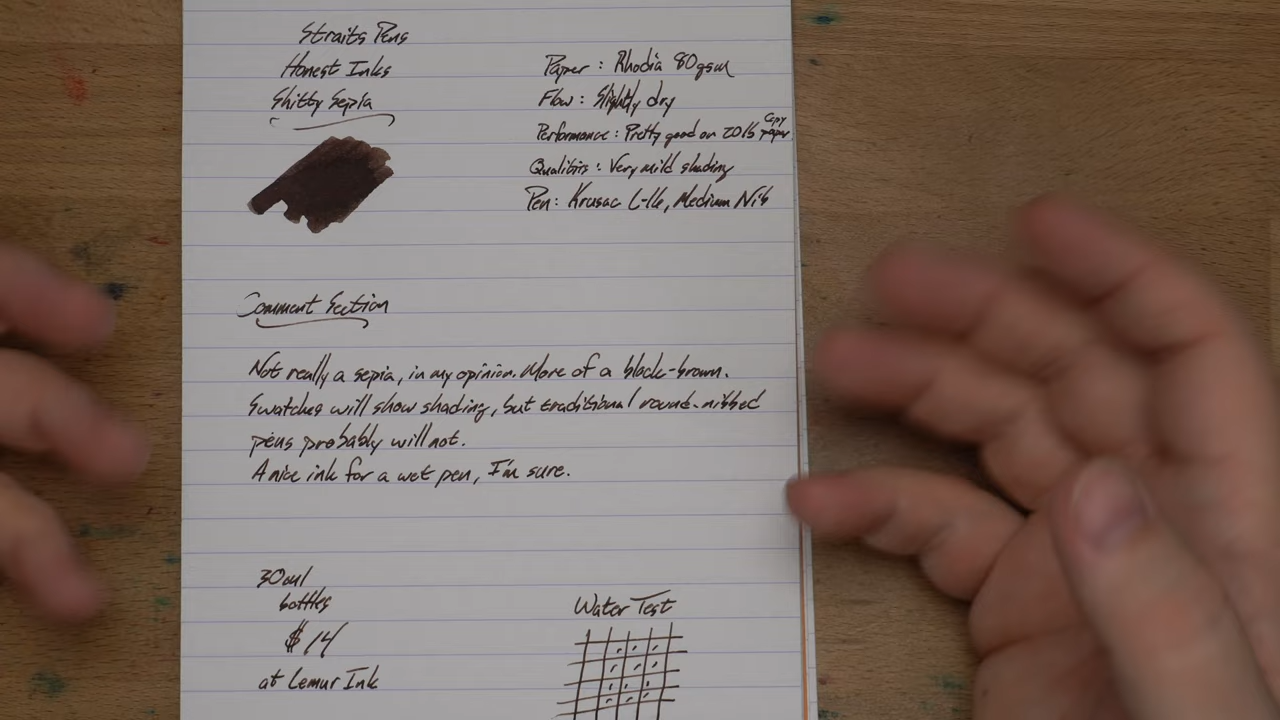 Straits Pens
Honest Inks
Shitty Sepia
Paper : Rhodia 80gsm
Flow : Slightly dry
Performance : Pretty good on 20lb copy paper
Qualities : Very mild shading
Pen : Krusac L-16, Medium Nib
Comment Section
Not really a sepia, in my opinion. More of a black-brown.
Swatches will show shading, but traditional round-nibbed
pens probably will not.
A nice ink for a wet pen, I'm sure.
30ml
bottles
$14
at Lemur Ink
Water Test